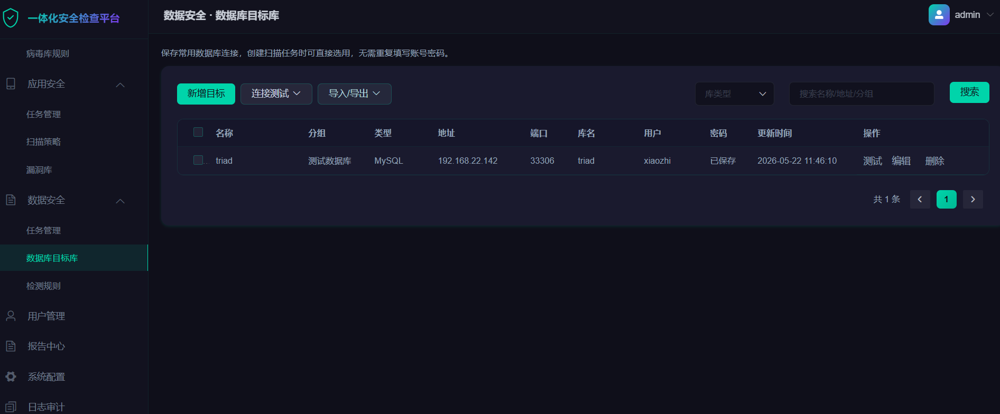 一体化安全检查平台
病毒库规则
应用安全
任务管理
扫描策略
漏洞库
数据安全
任务管理
数据库目标库
检测规则
用户管理
报告中心
系统配置
日志审计
数据安全 · 数据库目标库
admin
保存常用数据库连接，创建扫描任务时可直接选用，无需重复填写账号密码。
新增目标 连接测试 导入/导出 库类型 搜索名称/地址/分组 搜索
名称 分组 类型 地址 端口 库名 用户 密码 更新时间 操作
... triad 测试数据库 MySQL 192.168.22.142 33306 triad xiaozhi 已保存 2026-05-22 11:46:10 测试 编辑 删除
共 1 条 1